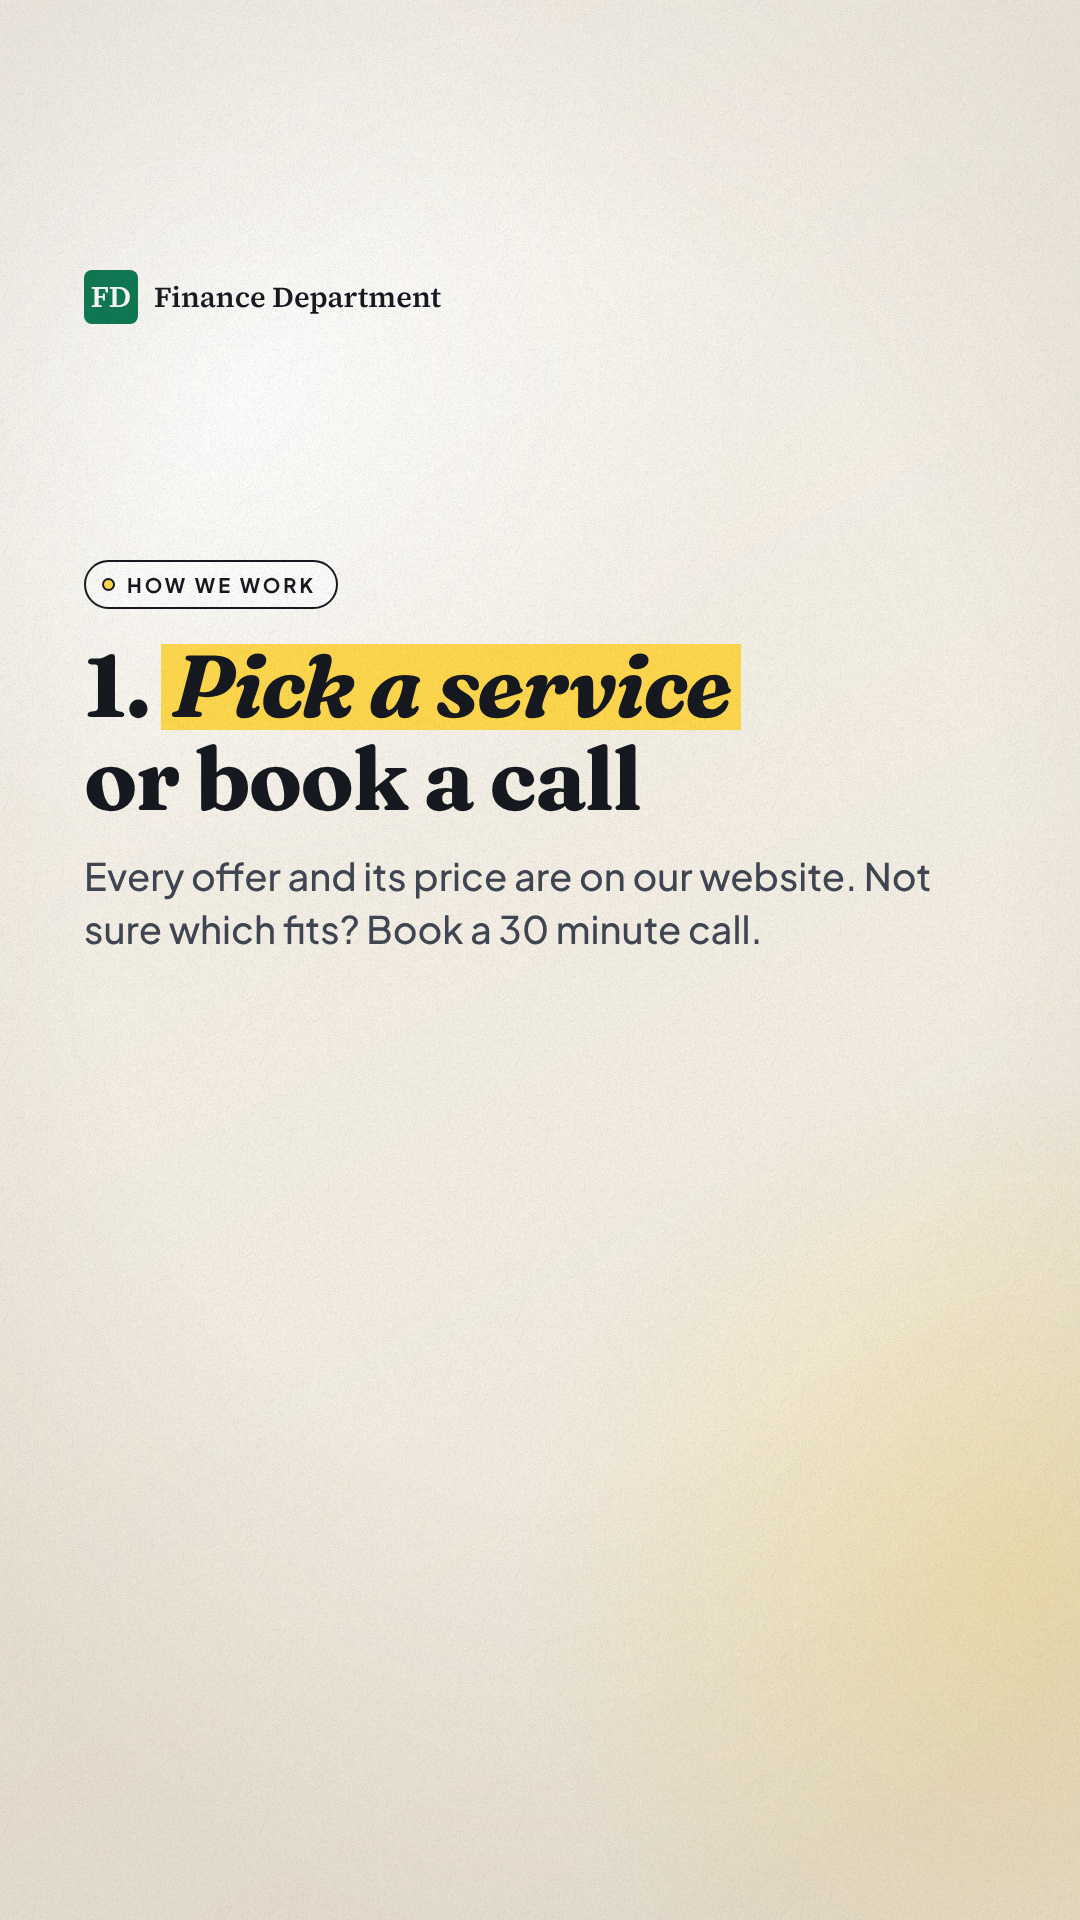 FD Finance Department
HOW WE WORK
1. Pick a service
or book a call
Every offer and its price are on our website. Not
sure which fits? Book a 30 minute call.